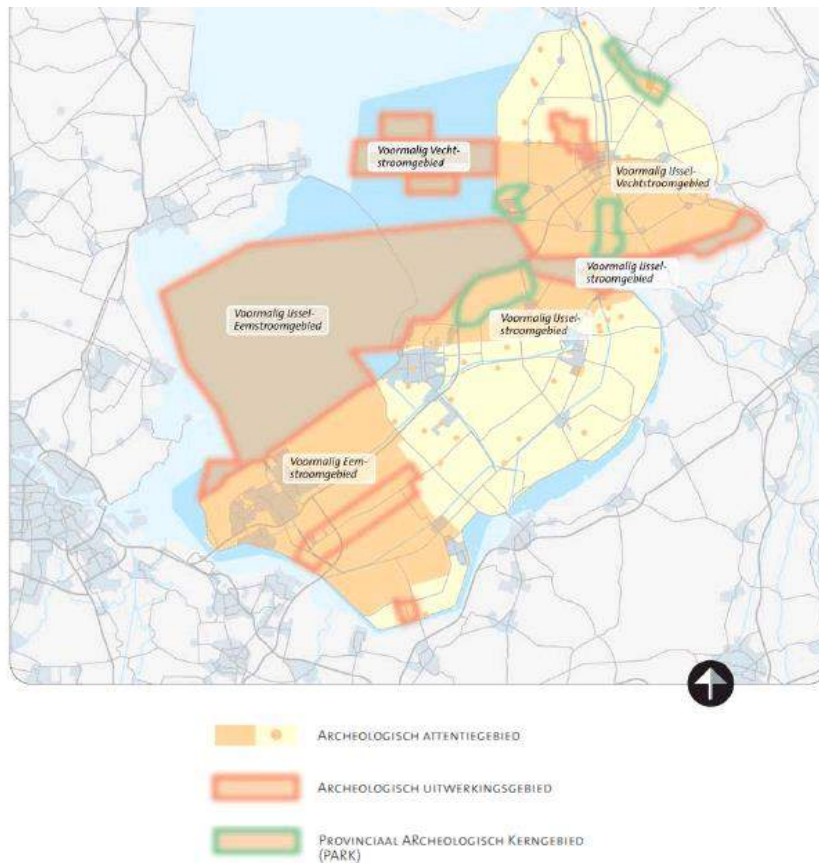 Voormalig Vecht-
stroomgebied
Voormalig IJssel-
Vechtstroomgebied
Voormalig IJssel-
stroomgebied
Voormalig IJssel-
Eemstroomgebied
Voormalig IJssel-
stroomgebied
Voormalig Eem-
stroomgebied
ARCHEOLOGISCH ATTENTIEGEBIED
ARCHEOLOGISCH UITWERKINGSGEBIED
PROVINCIAAL ARCHEOLOGISCH KERNGEBIED
(PARK)